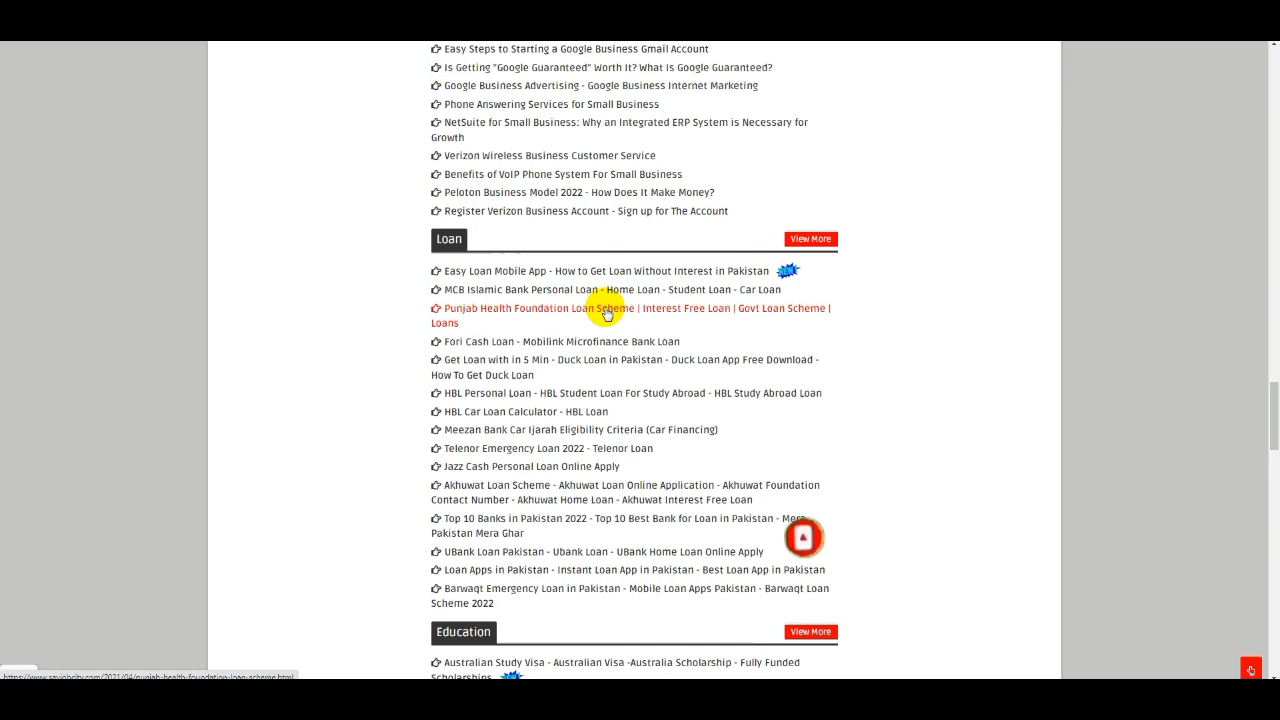 Easy Steps to Starting a Google Business Gmail Account
Is Getting "Google Guaranteed" Worth It? What Is Google Guaranteed?
Google Business Advertising - Google Business Internet Marketing
Phone Answering Services for Small Business
NetSuite for Small Business: Why an Integrated ERP System is Necessary for
Growth
Verizon Wireless Business Customer Service
Benefits of VoIP Phone System For Small Business
Peloton Business Model 2022 - How Does It Make Money?
Register Verizon Business Account - Sign up for The Account
Loan
View More
Easy Loan Mobile App - How to Get Loan Without Interest in Pakistan NEW
MCB Islamic Bank Personal Loan - Home Loan - Student Loan - Car Loan
Punjab Health Foundation Loan Scheme | Interest Free Loan | Govt Loan Scheme |
Loans
Fori Cash Loan - Mobilink Microfinance Bank Loan
Get Loan with in 5 Min - Duck Loan in Pakistan - Duck Loan App Free Download -
How To Get Duck Loan
HBL Personal Loan - HBL Student Loan For Study Abroad - HBL Study Abroad Loan
HBL Car Loan Calculator - HBL Loan
Meezan Bank Car Ijarah Eligibility Criteria (Car Financing)
Telenor Emergency Loan 2022 - Telenor Loan
Jazz Cash Personal Loan Online Apply
Akhuwat Loan Scheme - Akhuwat Loan Online Application - Akhuwat Foundation
Contact Number - Akhuwat Home Loan - Akhuwat Interest Free Loan
Top 10 Banks in Pakistan 2022 - Top 10 Best Bank for Loan in Pakistan - Mera
Pakistan Mera Ghar
UBank Loan Pakistan - Ubank Loan - UBank Home Loan Online Apply
Loan Apps in Pakistan - Instant Loan App in Pakistan - Best Loan App in Pakistan
Barwaqt Emergency Loan in Pakistan - Mobile Loan Apps Pakistan - Barwaqt Loan
Scheme 2022
Education
View More
Australian Study Visa - Australian Visa -Australia Scholarship - Fully Funded
Scholarships